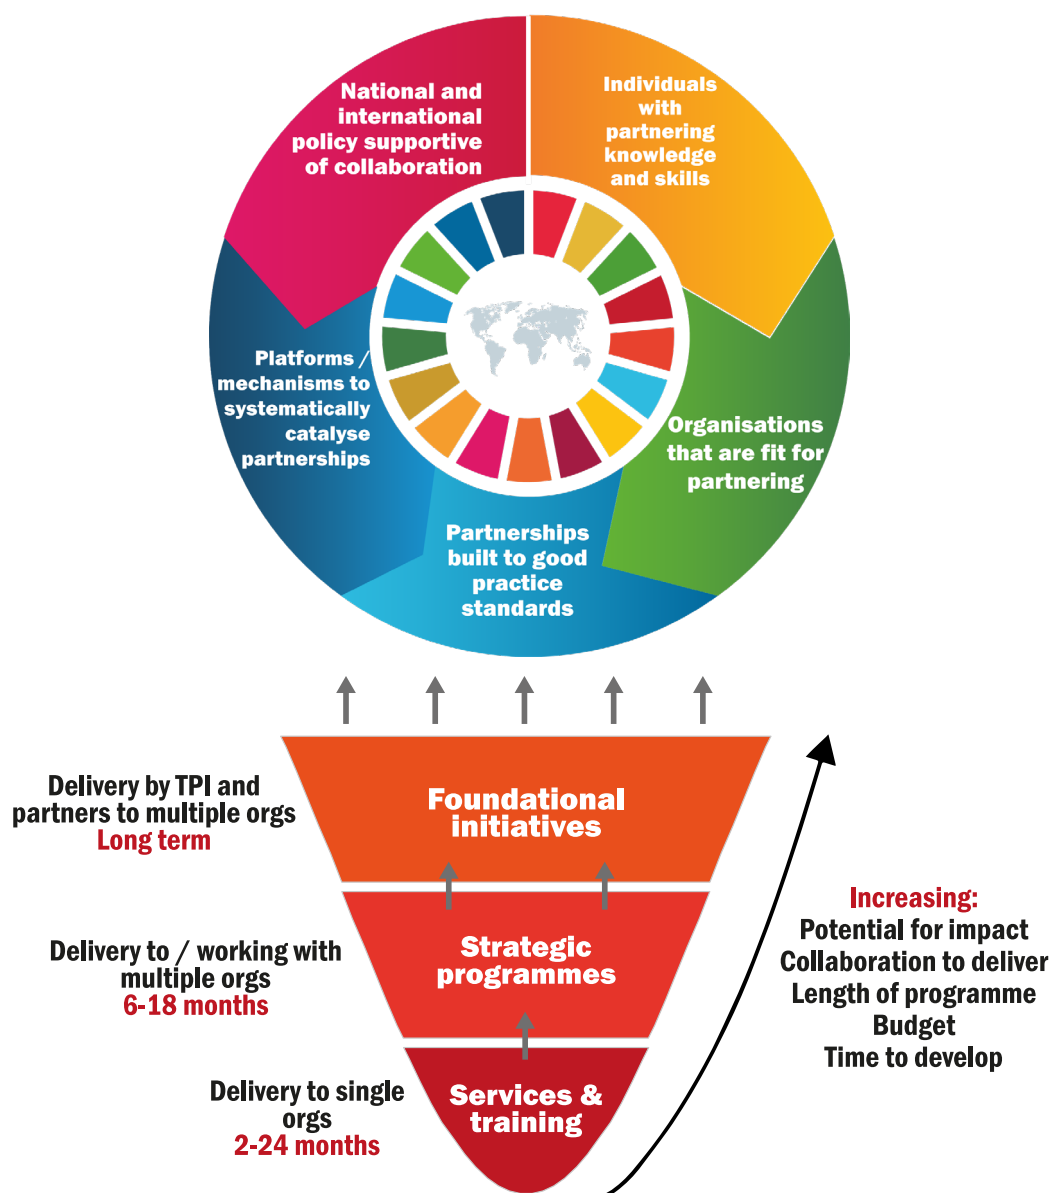 National and
international
policy supportive
of collaboration
Individuals
with
partnering
knowledge
and skills
Platforms /
mechanisms to
systematically
catalyse
partnerships
Organisations
that are fit for
partnering
Partnerships
built to good
practice
standards
Delivery by TPI and
partners to multiple orgs
Long term
Foundational
initiatives
Delivery to / working with
multiple orgs
6-18 months
Strategic
programmes
Increasing:
Potential for impact
Collaboration to deliver
Length of programme
Budget
Time to develop
Delivery to single
orgs
2-24 months
Services &
training